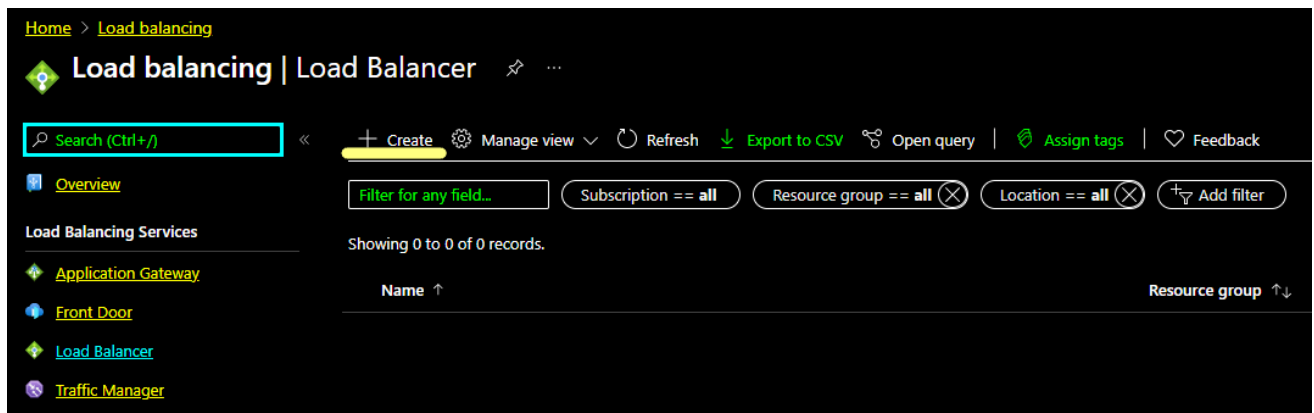 Home > Load balancing
Load balancing | Load Balancer ...
Search (Ctrl+/) «
Create Manage view Refresh Export to CSV Open query | Assign tags | Feedback
Overview
Filter for any field... Subscription == all Resource group == all Location == all Add filter
Load Balancing Services
Showing 0 to 0 of 0 records.
Application Gateway
Name ↑ Resource group ↑↓
Front Door
Load Balancer
Traffic Manager